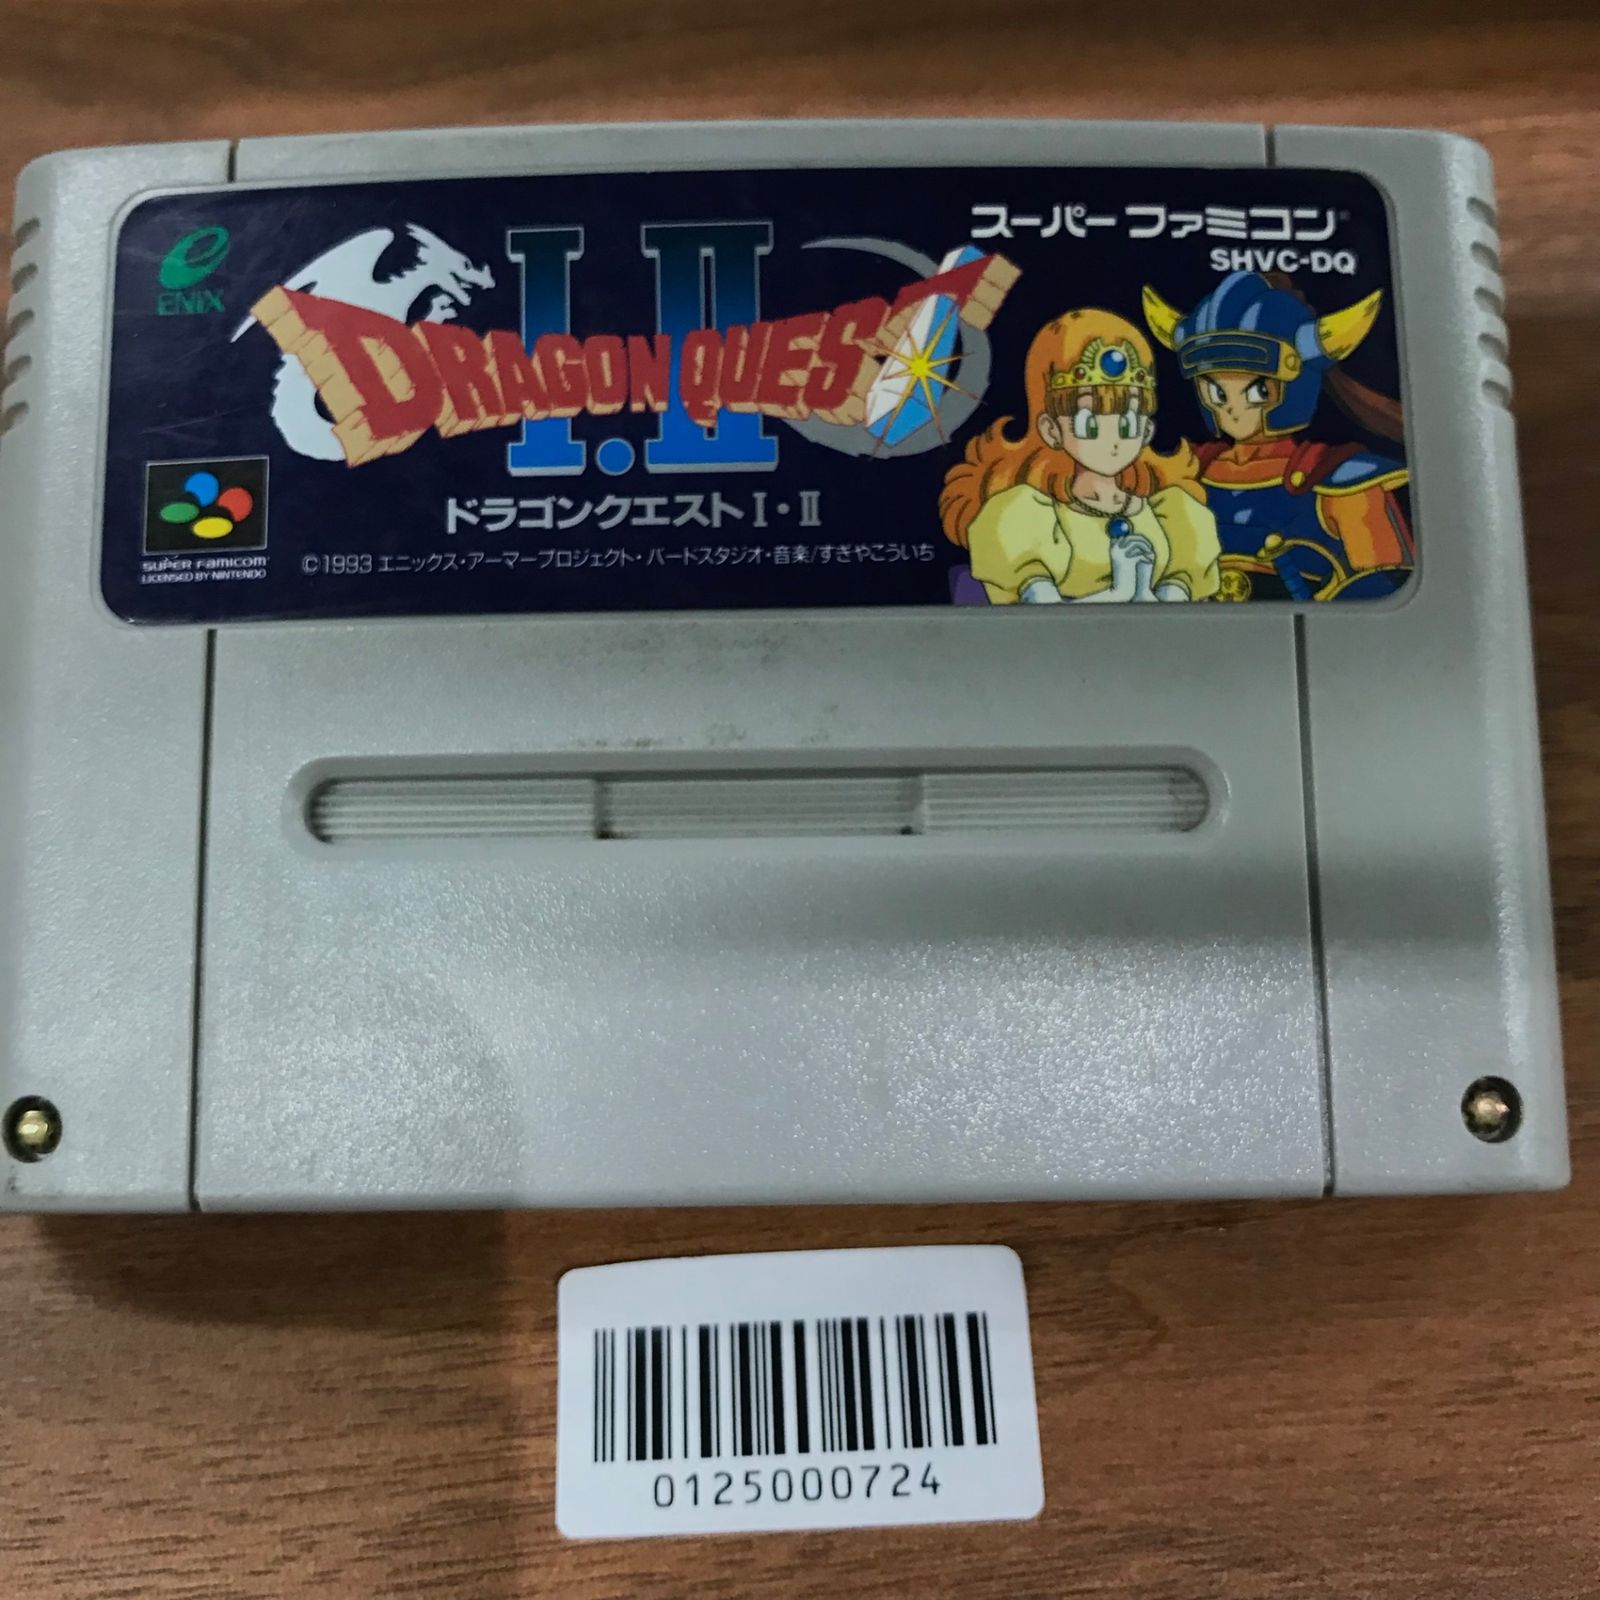 ENIX
I.II
DRAGON QUEST
スーパーファミコン
SHVC-DQ
ドラゴンクエストI・II
©1993 エニックス・アーマープロジェクト・バードスタジオ・音楽/すぎやまこういち
SUPER FAMICOM
LICENSED BY NINTENDO
0125000724